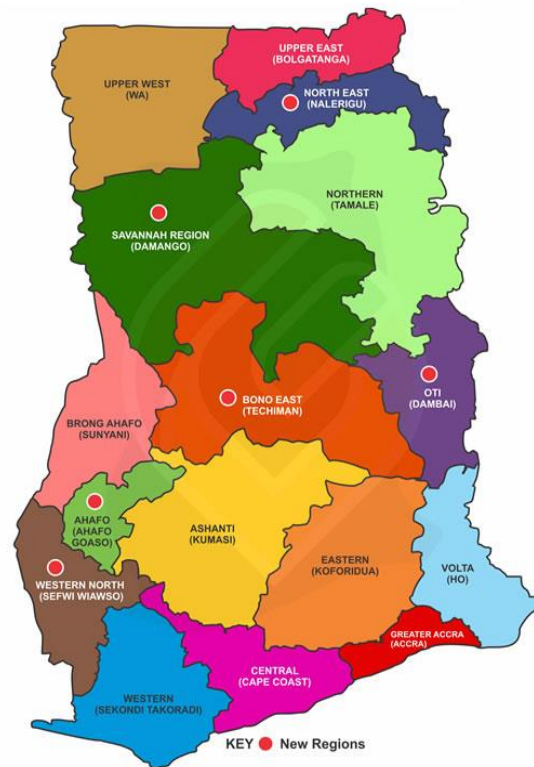 UPPER EAST
(BOLGATANGA)
UPPER WEST
(WA)
NORTH EAST
(NALERIGU)
NORTHERN
(TAMALE)
SAVANNAH REGION
(DAMANGO)
OTI
(DAMBAI)
BONO EAST
(TECHIMAN)
BRONG AHAFO
(SUNYANI)
AHAFO
(AHAFO
GOASO)
ASHANTI
(KUMASI)
EASTERN
(KOFORIDUA)
VOLTA
(HO)
WESTERN NORTH
(SEFWI WIAWSO)
GREATER ACCRA
(ACCRA)
CENTRAL
(CAPE COAST)
WESTERN
(SEKONDI TAKORADI)
KEY New Regions